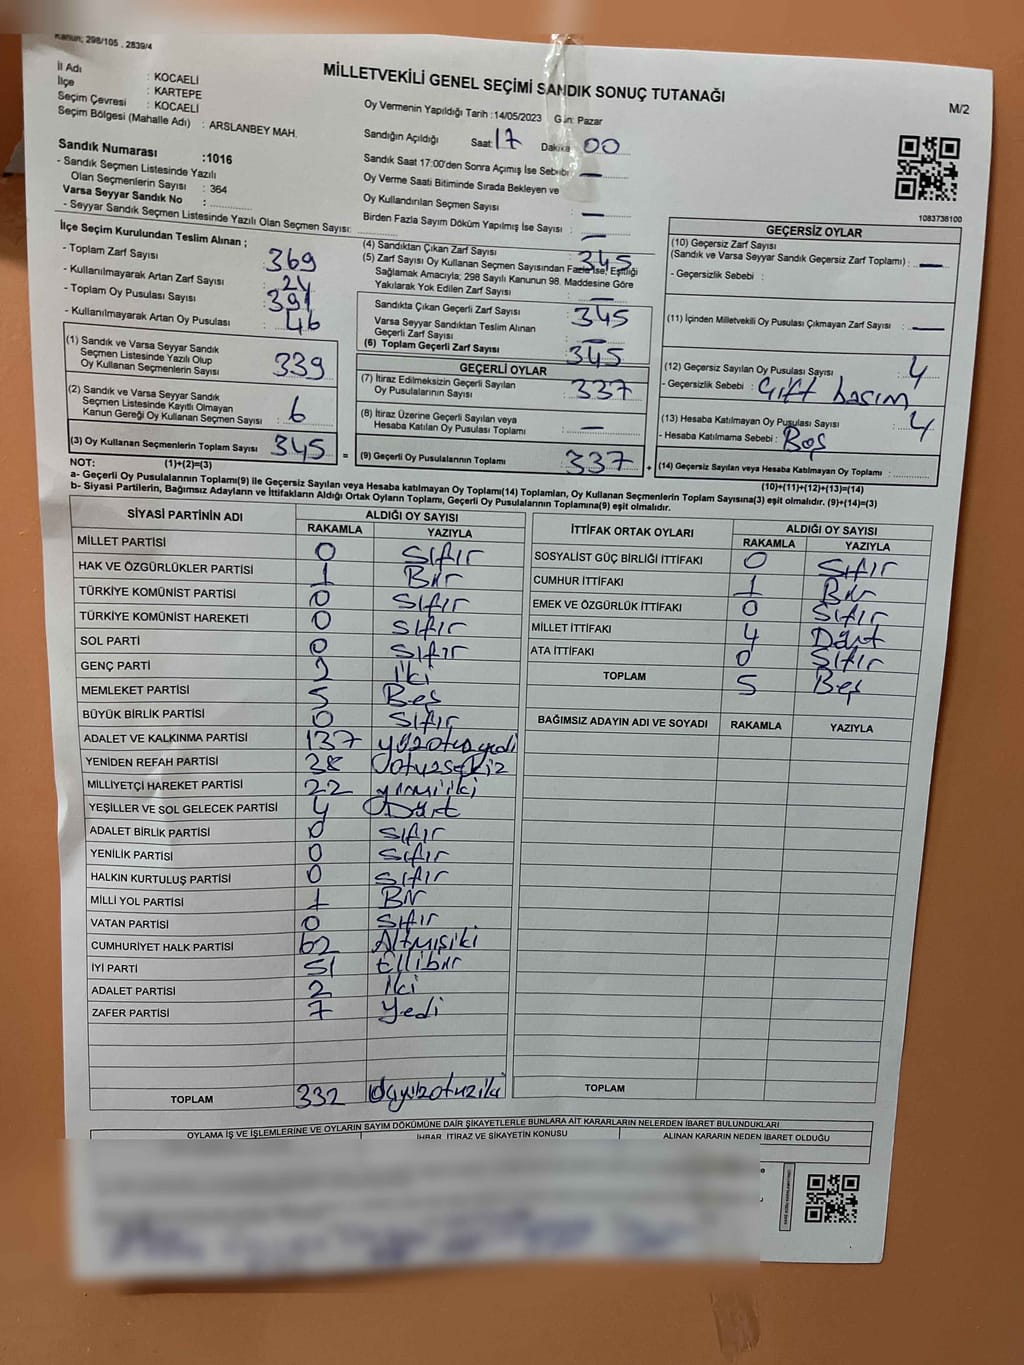 Kanun; 298/105 . 2839/4
MİLLETVEKİLİ GENEL SEÇİMİ SANDIK SONUÇ TUTANAĞI
M/2
İl Adı : KOCAELİ
İlçe : KARTEPE
Seçim Çevresi : KOCAELİ
Seçim Bölgesi (Mahalle Adı) : ARSLANBEY MAH.
Sandık Numarası :1016
- Sandık Seçmen Listesinde Yazılı
Olan Seçmenlerin Sayısı : 364
Varsa Seyyar Sandık No :
- Seyyar Sandık Seçmen Listesinde Yazılı Olan Seçmen Sayısı:
Oy Vermenin Yapıldığı Tarih :14/05/2023 Gün: Pazar
Sandığın Açıldığı Saat 17 Dakika 00
Sandık Saat 17:00'den Sonra Açımış İse Sebebi: —
Oy Verme Saati Bitiminde Sırada Bekleyen ve
Oy Kullandırılan Seçmen Sayısı : —
Birden Fazla Sayım Döküm Yapılmış İse Sayısı : —
1083736100
İlçe Seçim Kurulundan Teslim Alınan ;
- Toplam Zarf Sayısı : 369
- Kullanılmayarak Artan Zarf Sayısı : 24
- Toplam Oy Pusulası Sayısı : 391
- Kullanılmayarak Artan Oy Pusulası : 46
(1) Sandık ve Varsa Seyyar Sandık
Seçmen Listesinde Yazılı Olup
Oy Kullanan Seçmenlerin Sayısı : 339
(2) Sandık ve Varsa Seyyar Sandık
Seçmen Listesinde Kayıtlı Olmayan
Kanun Gereği Oy Kullanan Seçmen Sayısı : 6
(3) Oy Kullanan Seçmenlerin Toplam Sayısı : 345
(1)+(2)=(3)
(4) Sandıktan Çıkan Zarf Sayısı : 345
(5) Zarf Sayısı Oy Kullanan Seçmen Sayısından Fazla ise, Eşitliği
Sağlamak Amacıyla; 298 Sayılı Kanunun 98. Maddesine Göre
Yakılarak Yok Edilen Zarf Sayısı : —
Sandıkta Çıkan Geçerli Zarf Sayısı : 345
Varsa Seyyar Sandıktan Teslim Alınan
Geçerli Zarf Sayısı : —
(6) Toplam Geçerli Zarf Sayısı : 345
GEÇERLİ OYLAR
(7) İtiraz Edilmeksizin Geçerli Sayılan
Oy Pusulalarının Sayısı : 337
(8) İtiraz Üzerine Geçerli Sayılan veya
Hesaba Katılan Oy Pusulası Toplamı : —
= (9) Geçerli Oy Pusulalarının Toplamı : 337 +
GEÇERSİZ OYLAR
(10) Geçersiz Zarf Sayısı
(Sandık ve Varsa Seyyar Sandık Geçersiz Zarf Toplamı) : —
- Geçersizlik Sebebi :
(11) İçinden Milletvekili Oy Pusulası Çıkmayan Zarf Sayısı : —
(12) Geçersiz Sayılan Oy Pusulası Sayısı : 4
- Geçersizlik Sebebi : Çift basım
(13) Hesaba Katılmayan Oy Pusulası Sayısı : 4
- Hesaba Katılmama Sebebi : Boş
(14) Geçersiz Sayılan veya Hesaba Katılmayan Oy Pusulası Toplamı :
(10)+(11)+(12)+(13)=(14)
NOT:
a- Geçerli Oy Pusulalarının Toplamı(9) ile Geçersiz Sayılan veya Hesaba Katılmayan Oy Pusulası Toplamı(14) Toplamları, Oy Kullanan Seçmenlerin Toplam Sayısına(3) eşit olmalıdır. (9)+(14)=(3)
b- Siyasi Partilerin, Bağımsız Adayların ve İttifakların Aldığı Ortak Oyların Toplamı, Geçerli Oy Pusulalarının Toplamına(9) eşit olmalıdır.
SİYASİ PARTİNİN ADI ALDIĞI OY SAYISI
RAKAMLA YAZIYLA
MİLLET PARTİSİ 0 Sıfır
HAK VE ÖZGÜRLÜKLER PARTİSİ 1 Bir
TÜRKİYE KOMÜNİST PARTİSİ 0 Sıfır
TÜRKİYE KOMÜNİST HAREKETİ 0 Sıfır
SOL PARTİ 0 Sıfır
GENÇ PARTİ 2 İki
MEMLEKET PARTİSİ 5 Beş
BÜYÜK BİRLİK PARTİSİ 0 Sıfır
ADALET VE KALKINMA PARTİSİ 137 yüzotuzyedi
YENİDEN REFAH PARTİSİ 38 Otuzsekiz
MİLLİYETÇİ HAREKET PARTİSİ 22 yirmiiki
YEŞİLLER VE SOL GELECEK PARTİSİ 4 Dört
ADALET BİRLİK PARTİSİ 0 Sıfır
YENİLİK PARTİSİ 0 Sıfır
HALKIN KURTULUŞ PARTİSİ 0 Sıfır
MİLLİ YOL PARTİSİ 1 Bir
VATAN PARTİSİ 0 Sıfır
CUMHURİYET HALK PARTİSİ 62 Altmışiki
İYİ PARTİ 51 Ellibir
ADALET PARTİSİ 2 İki
ZAFER PARTİSİ 7 Yedi
TOPLAM 332 üçyüzotuziki
İTTİFAK ORTAK OYLARI ALDIĞI OY SAYISI
RAKAMLA YAZIYLA
SOSYALİST GÜÇ BİRLİĞİ İTTİFAKI 0 Sıfır
CUMHUR İTTİFAKI 1 Bir
EMEK VE ÖZGÜRLÜK İTTİFAKI 0 Sıfır
MİLLET İTTİFAKI 4 Dört
ATA İTTİFAKI 0 Sıfır
TOPLAM 5 Beş
BAĞIMSIZ ADAYIN ADI VE SOYADI RAKAMLA YAZIYLA
TOPLAM
OYLAMA İŞ VE İŞLEMLERİNE VE OYLARIN SAYIM DÖKÜMÜNE DAİR ŞİKAYETLERLE BUNLARA AİT KARARLARIN NELERDEN İBARET BULUNDUKLARI
İHBAR, İTİRAZ VE ŞİKAYETİN KONUSU ALINAN KARARIN NEDEN İBARET OLDUĞU